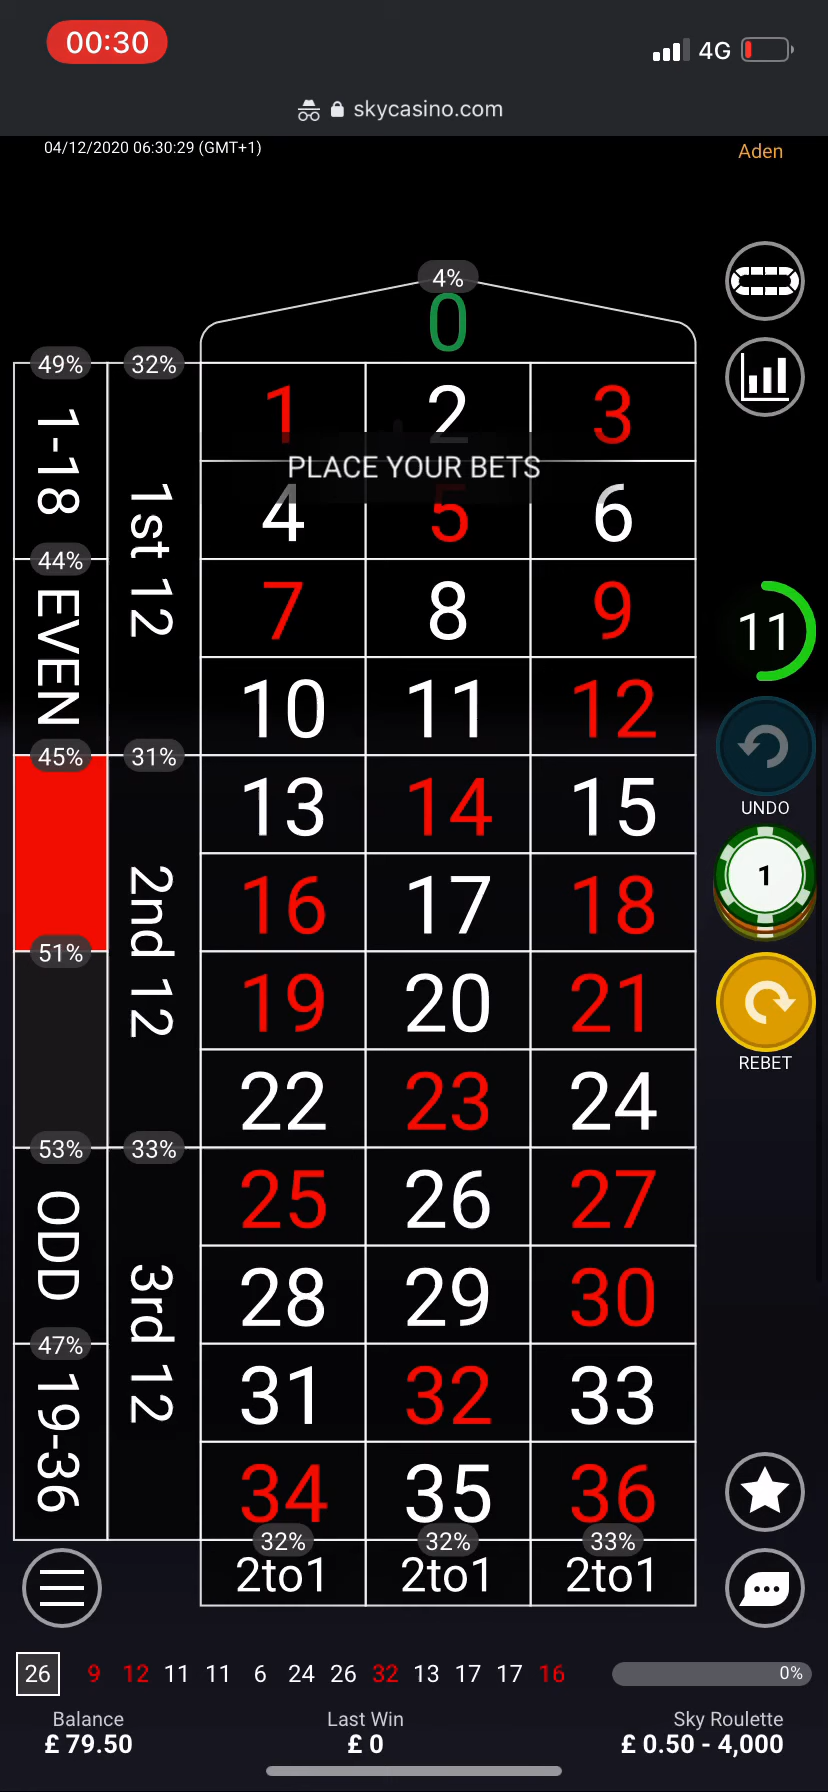 00:30
4G
skycasino.com
04/12/2020 06:30:29 (GMT+1)
Aden
4%
0
49%
32%
1-18
1st 12
1 2 3
PLACE YOUR BETS
4 5 6
44%
EVEN
7 8 9
11
10 11 12
45%
31%
UNDO
2nd 12
13 14 15
1
16 17 18
51%
19 20 21
REBET
22 23 24
53%
33%
ODD
3rd 12
25 26 27
28 29 30
47%
19-36
31 32 33
34 35 36
32% 32% 33%
2to1 2to1 2to1
26 9 12 11 11 6 24 26 32 13 17 17 16 0%
Balance Last Win Sky Roulette
£ 79.50 £ 0 £ 0.50 - 4,000